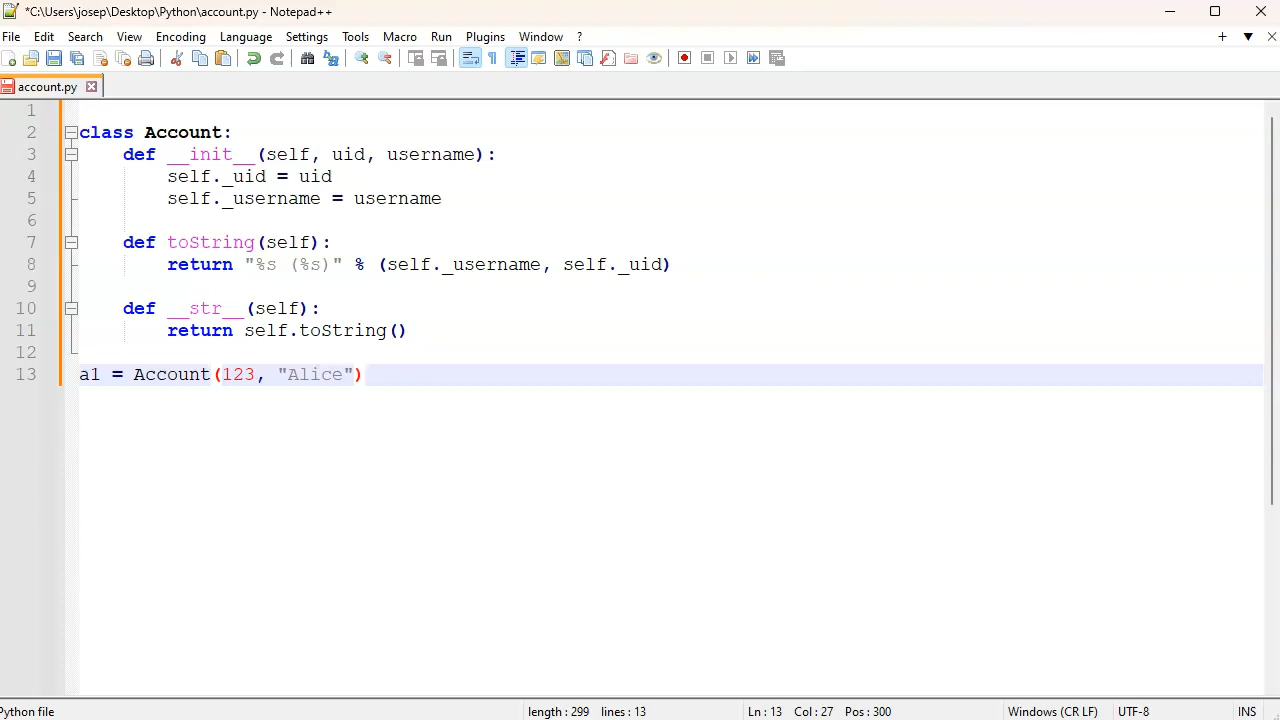 *C:\Users\josep\Desktop\Python\account.py - Notepad++
File Edit Search View Encoding Language Settings Tools Macro Run Plugins Window ?
account.py
1
2 class Account:
3 def __init__(self, uid, username):
4 self._uid = uid
5 self._username = username
6
7 def toString(self):
8 return "%s (%s)" % (self._username, self._uid)
9
10 def __str__(self):
11 return self.toString()
12
13 a1 = Account(123, "Alice")
Python file length : 299 lines : 13 Ln : 13 Col : 27 Pos : 300 Windows (CR LF) UTF-8 INS